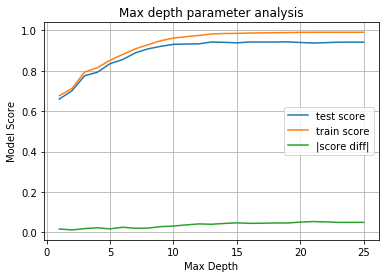 Max depth parameter analysis
Model Score
1.0
0.8
0.6
0.4
0.2
0.0
test score
train score
|score diff|
0 5 10 15 20 25
Max Depth